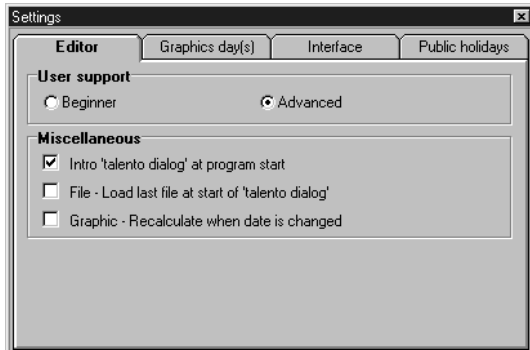 Settings
Editor Graphics day(s) Interface Public holidays
User support
Beginner Advanced
Miscellaneous
Intro 'talento dialog' at program start
File - Load last file at start of 'talento dialog'
Graphic - Recalculate when date is changed